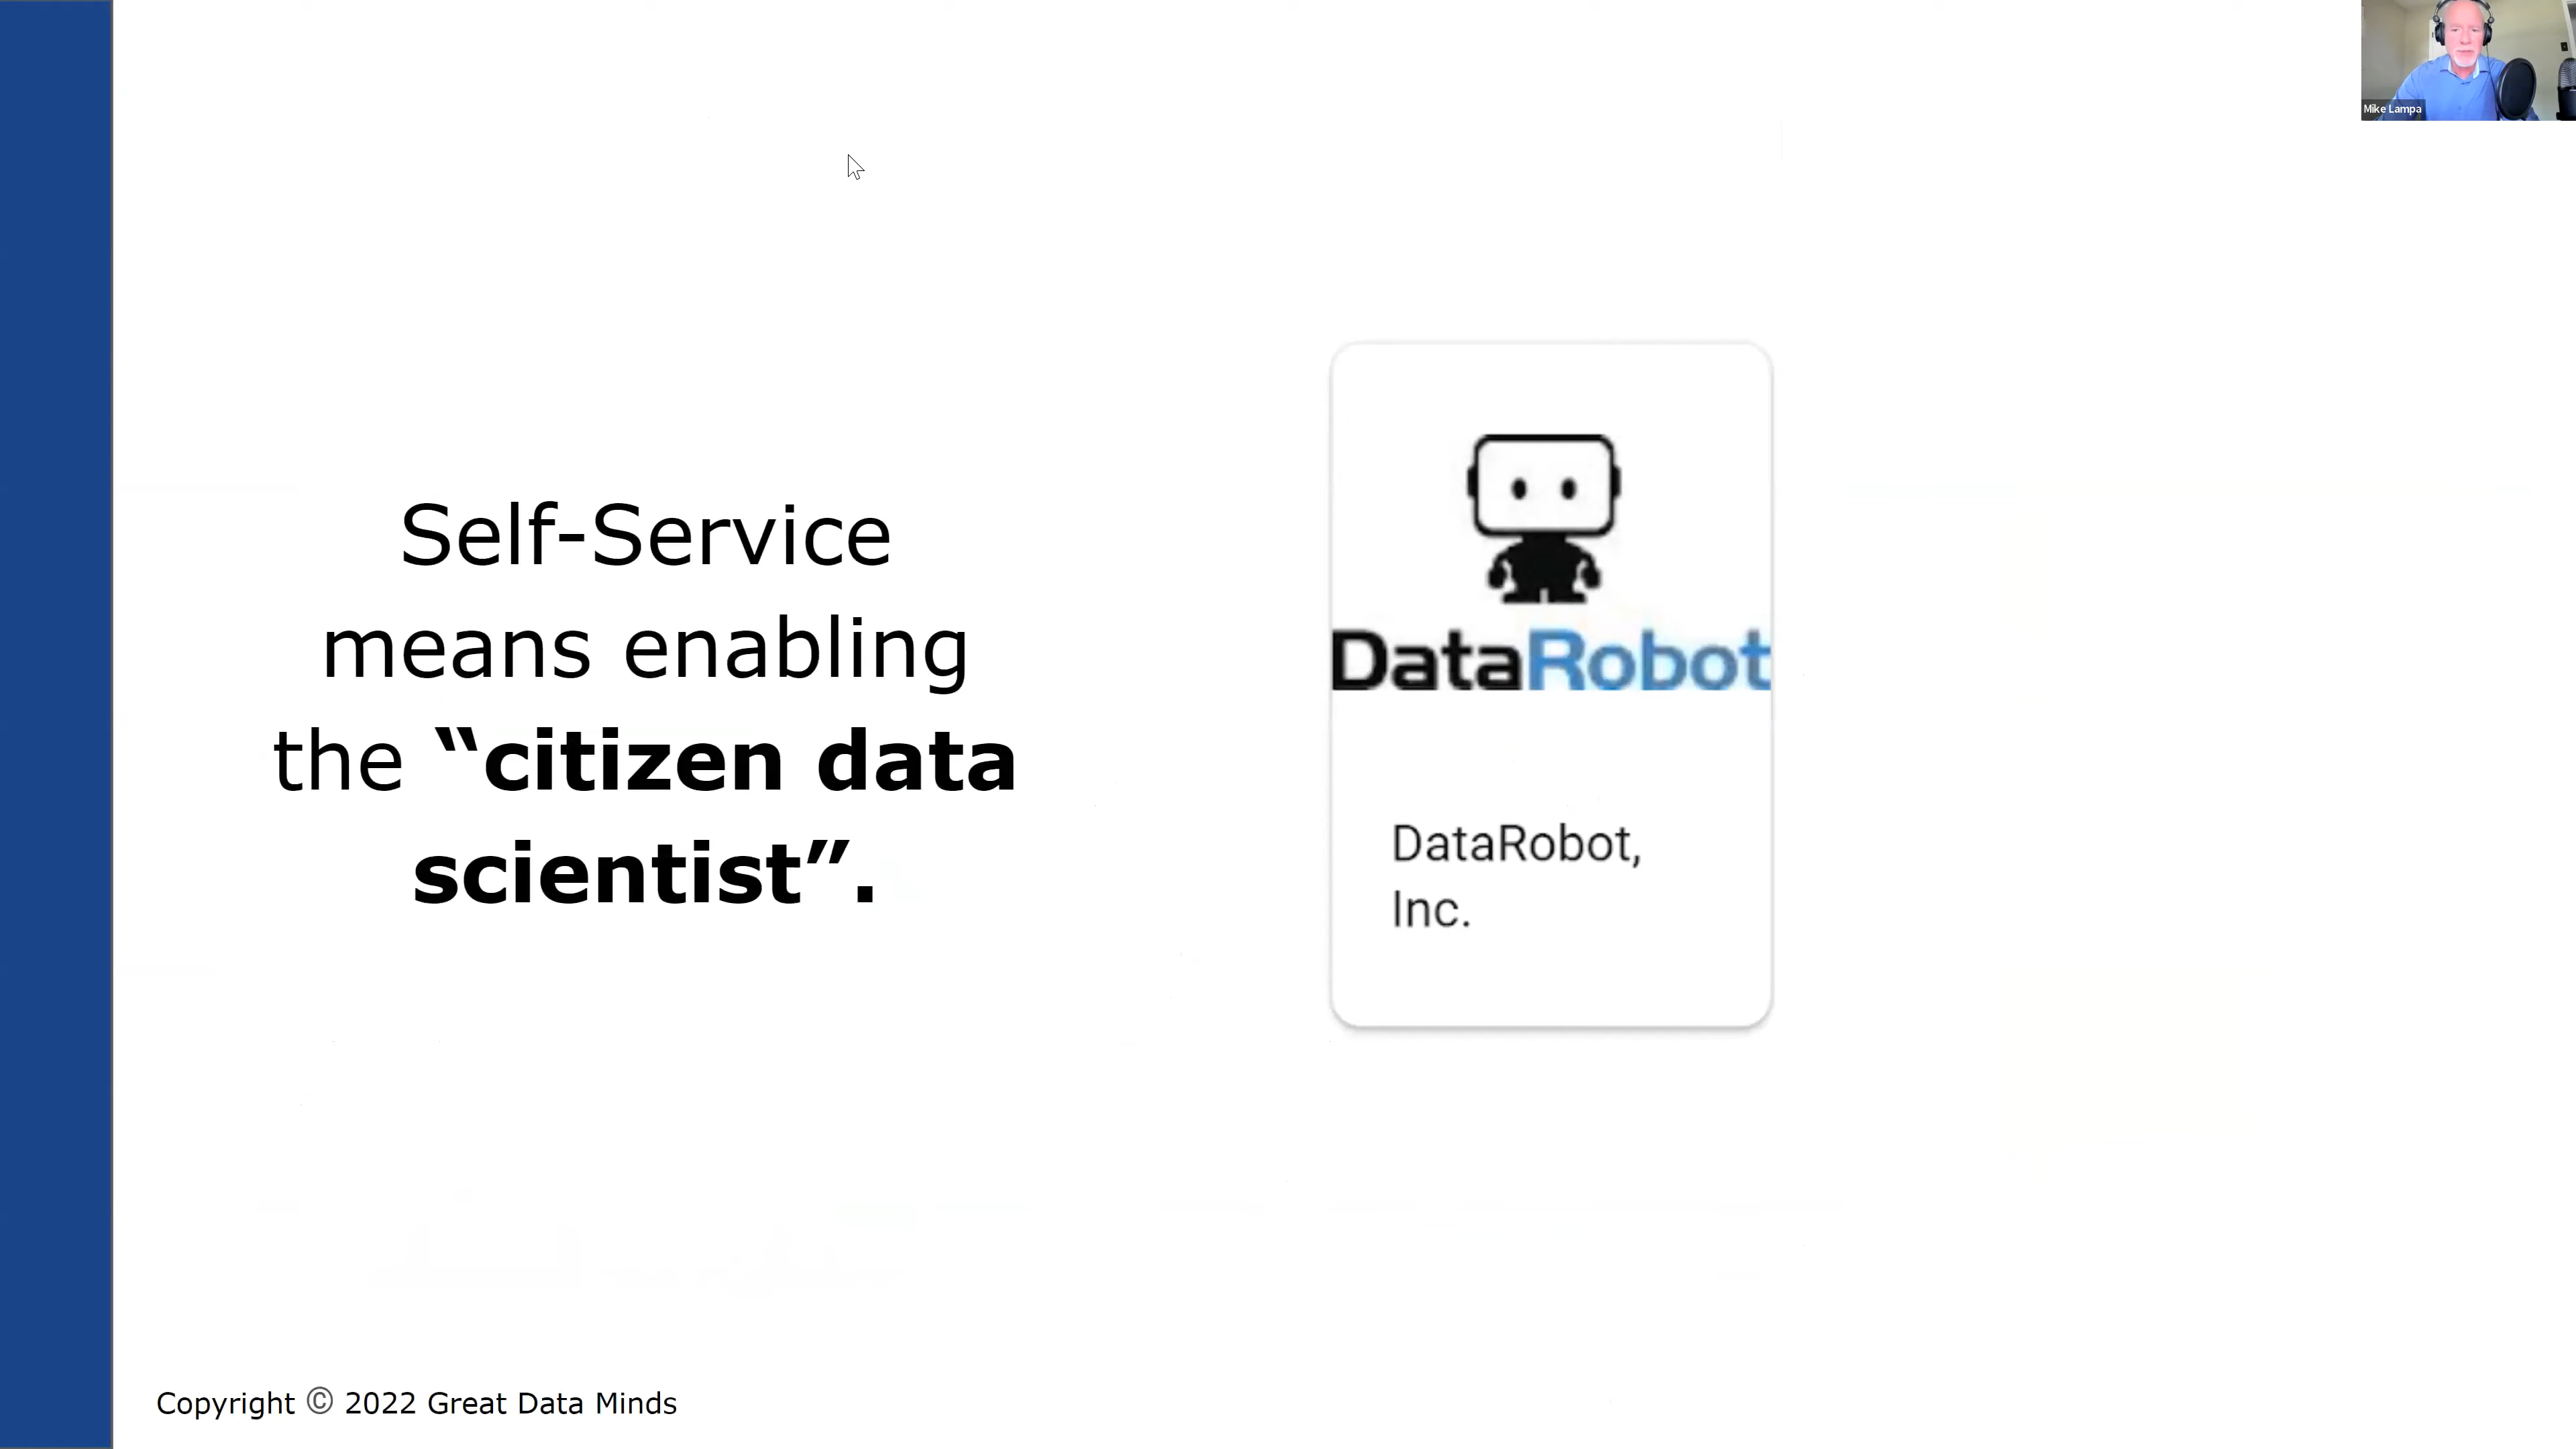 Mike Lampa
Self-Service
means enabling
the “citizen data
scientist”.
DataRobot
DataRobot,
Inc.
Copyright © 2022 Great Data Minds